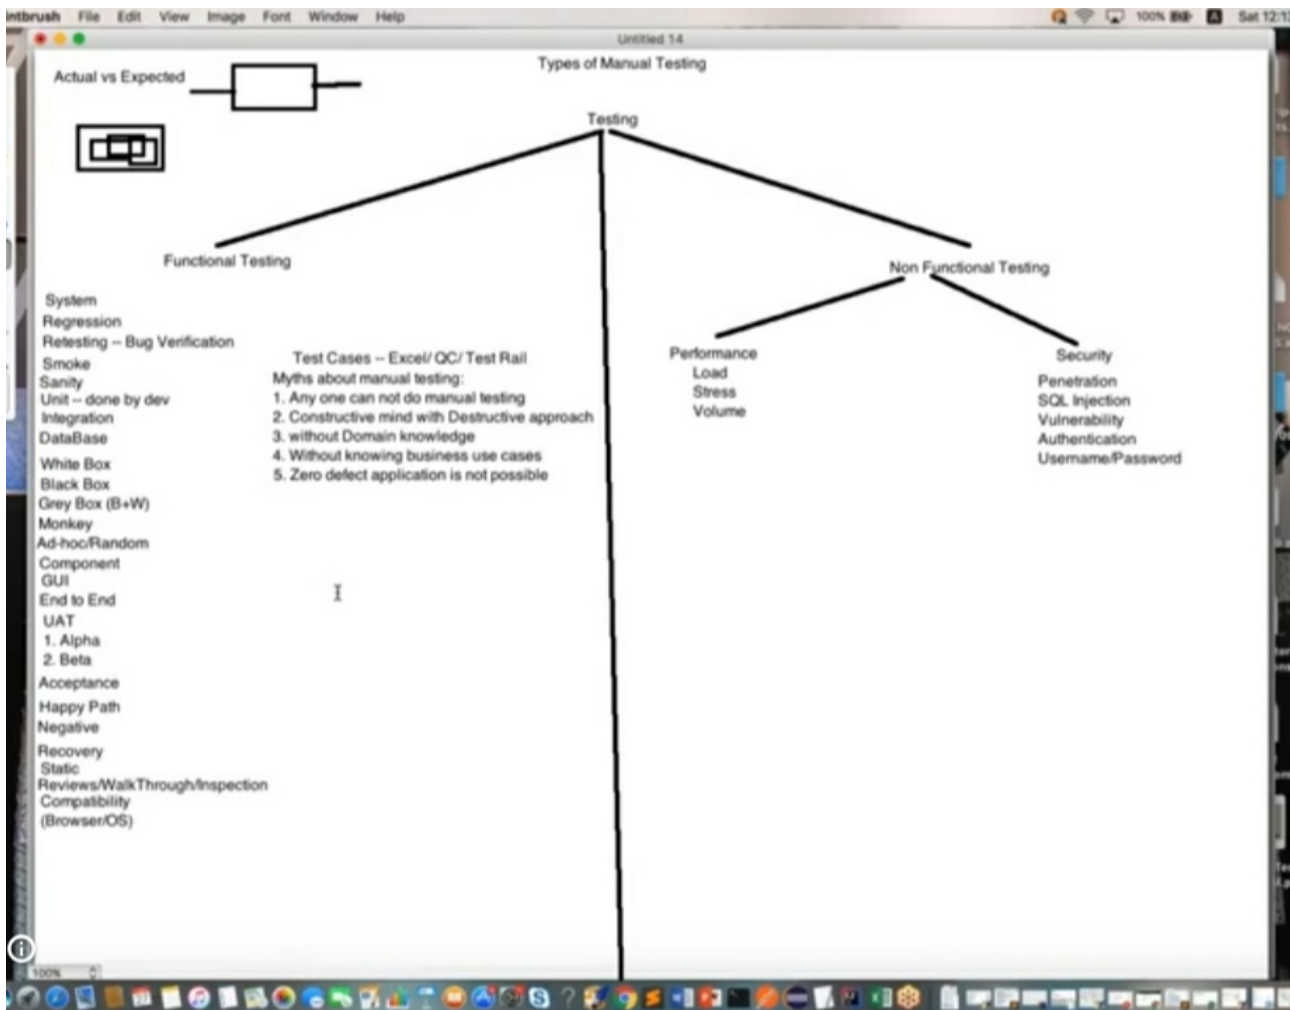 ntbrush File Edit View Image Font Window Help 100% Sat 12:1
Untitled 14
Types of Manual Testing
Actual vs Expected
Testing
Functional Testing
Non Functional Testing
System
Regression
Retesting -- Bug Verification
Smoke
Sanity
Unit -- done by dev
Integration
DataBase
White Box
Black Box
Grey Box (B+W)
Monkey
Ad-hoc/Random
Component
GUI
End to End
UAT
1. Alpha
2. Beta
Acceptance
Happy Path
Negative
Recovery
Static
Reviews/WalkThrough/Inspection
Compatibility
(Browser/OS)
Test Cases -- Excel/ QC/ Test Rail
Myths about manual testing:
1. Any one can not do manual testing
2. Constructive mind with Destructive approach
3. without Domain knowledge
4. Without knowing business use cases
5. Zero defect application is not possible
Performance
Load
Stress
Volume
Security
Penetration
SQL Injection
Vulnerability
Authentication
Username/Password
100%